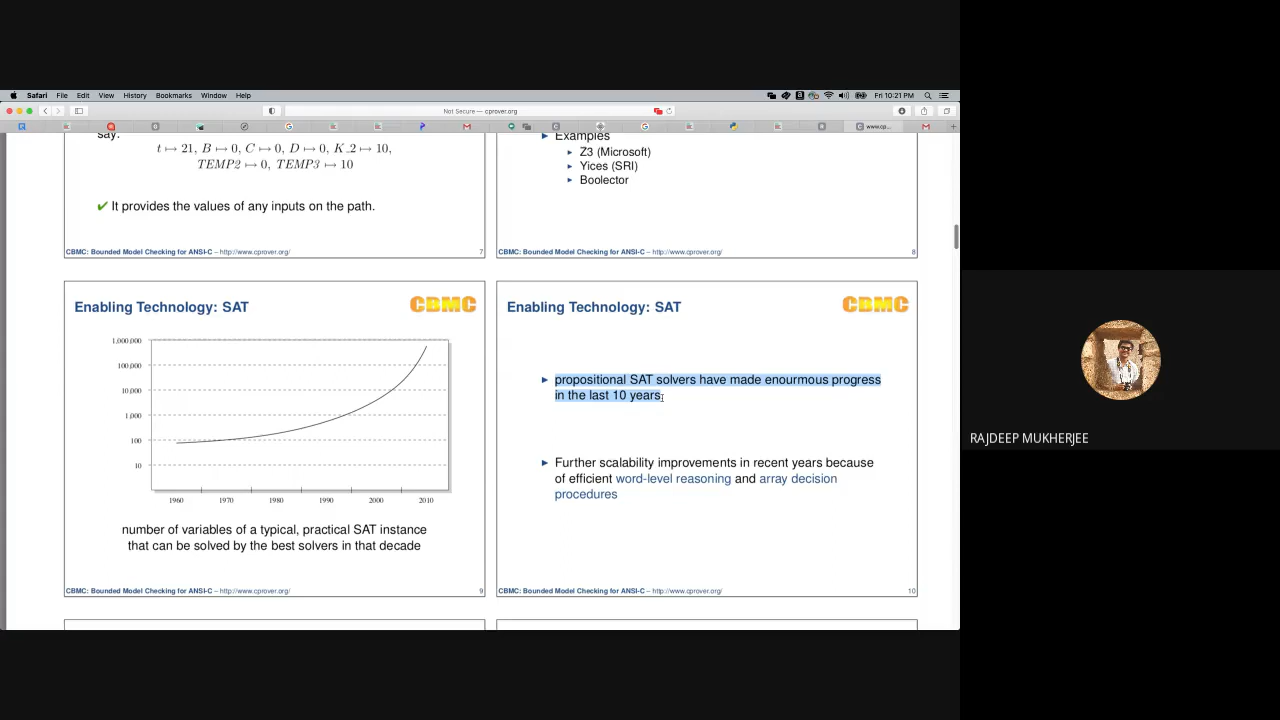 Safari File Edit View History Bookmarks Window Help
Fri 10:21 PM
Not Secure — cprover.org
www.cp...
say:
t ↦ 21, B ↦ 0, C ↦ 0, D ↦ 0, K_2 ↦ 10,
TEMP2 ↦ 0, TEMP3 ↦ 10
✔ It provides the values of any inputs on the path.
CBMC: Bounded Model Checking for ANSI-C – http://www.cprover.org/ 7
► Examples
► Z3 (Microsoft)
► Yices (SRI)
► Boolector
CBMC: Bounded Model Checking for ANSI-C – http://www.cprover.org/ 8
Enabling Technology: SAT
CBMC
1,000,000
100,000
10,000
1,000
100
10
1960 1970 1980 1990 2000 2010
number of variables of a typical, practical SAT instance
that can be solved by the best solvers in that decade
CBMC: Bounded Model Checking for ANSI-C – http://www.cprover.org/ 9
Enabling Technology: SAT
CBMC
► propositional SAT solvers have made enourmous progress
in the last 10 years
► Further scalability improvements in recent years because
of efficient word-level reasoning and array decision
procedures
CBMC: Bounded Model Checking for ANSI-C – http://www.cprover.org/ 10
RAJDEEP MUKHERJEE